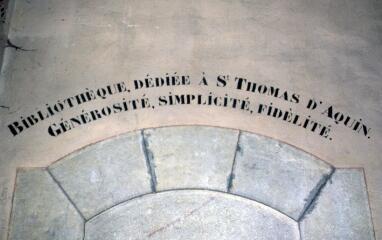 BIBLIOTHÈQUE, DÉDIÉE À ST THOMAS D'AQUIN.
GÉNÉROSITÉ, SIMPLICITÉ, FIDÉLITÉ.